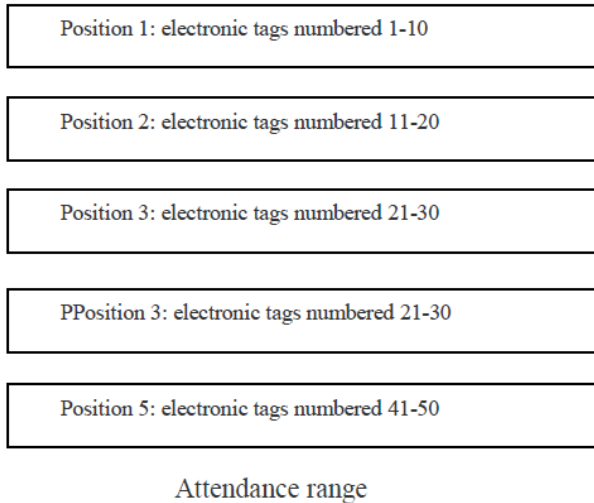 Position 1: electronic tags numbered 1-10
Position 2: electronic tags numbered 11-20
Position 3: electronic tags numbered 21-30
PPosition 3: electronic tags numbered 21-30
Position 5: electronic tags numbered 41-50
Attendance range